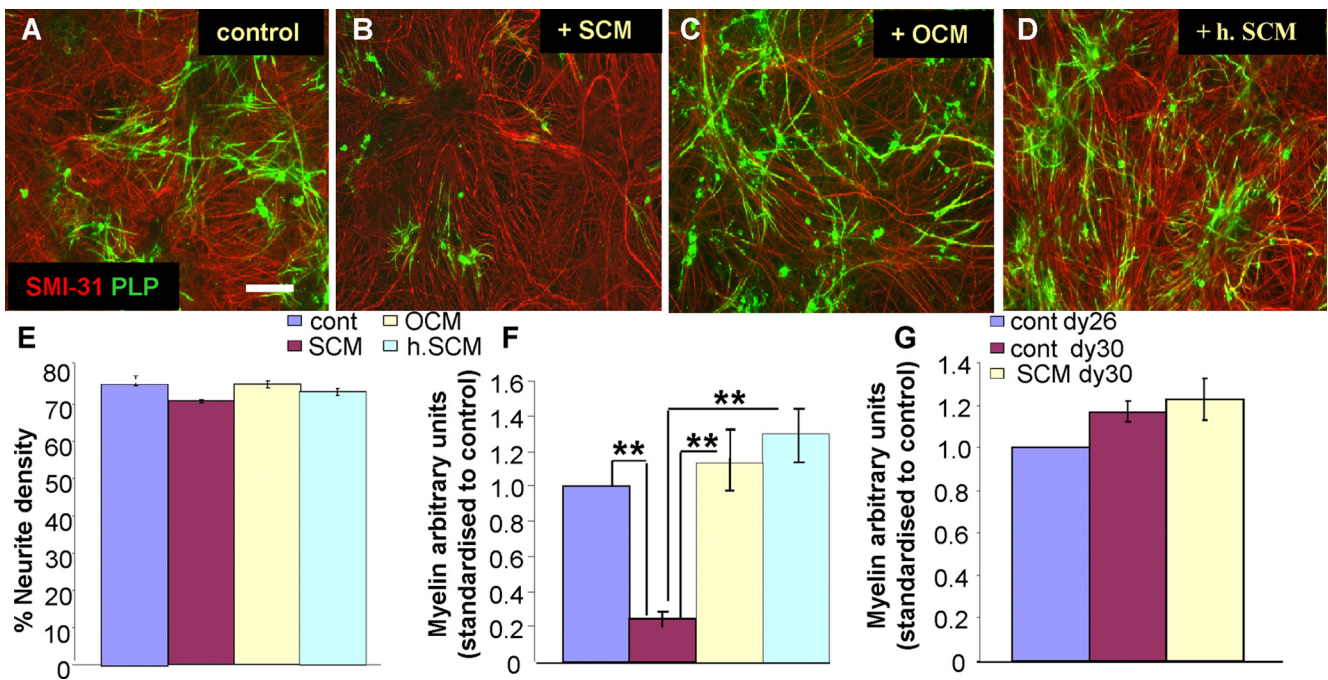 A
control
B
+ SCM
C
+ OCM
D
+ h. SCM
SMI-31 PLP
E
cont
OCM
SCM
h.SCM
% Neurite density
80
70
60
50
40
30
20
10
0
F
Myelin arbitrary units
(standardised to control)
1.6
1.4
1.2
1.0
0.8
0.6
0.4
0.2
0
**
**
**
G
cont dy26
cont dy30
SCM dy30
Myelin arbitrary units
(standardised to control)
1.4
1.2
1.0
0.8
0.6
0.4
0.2
0